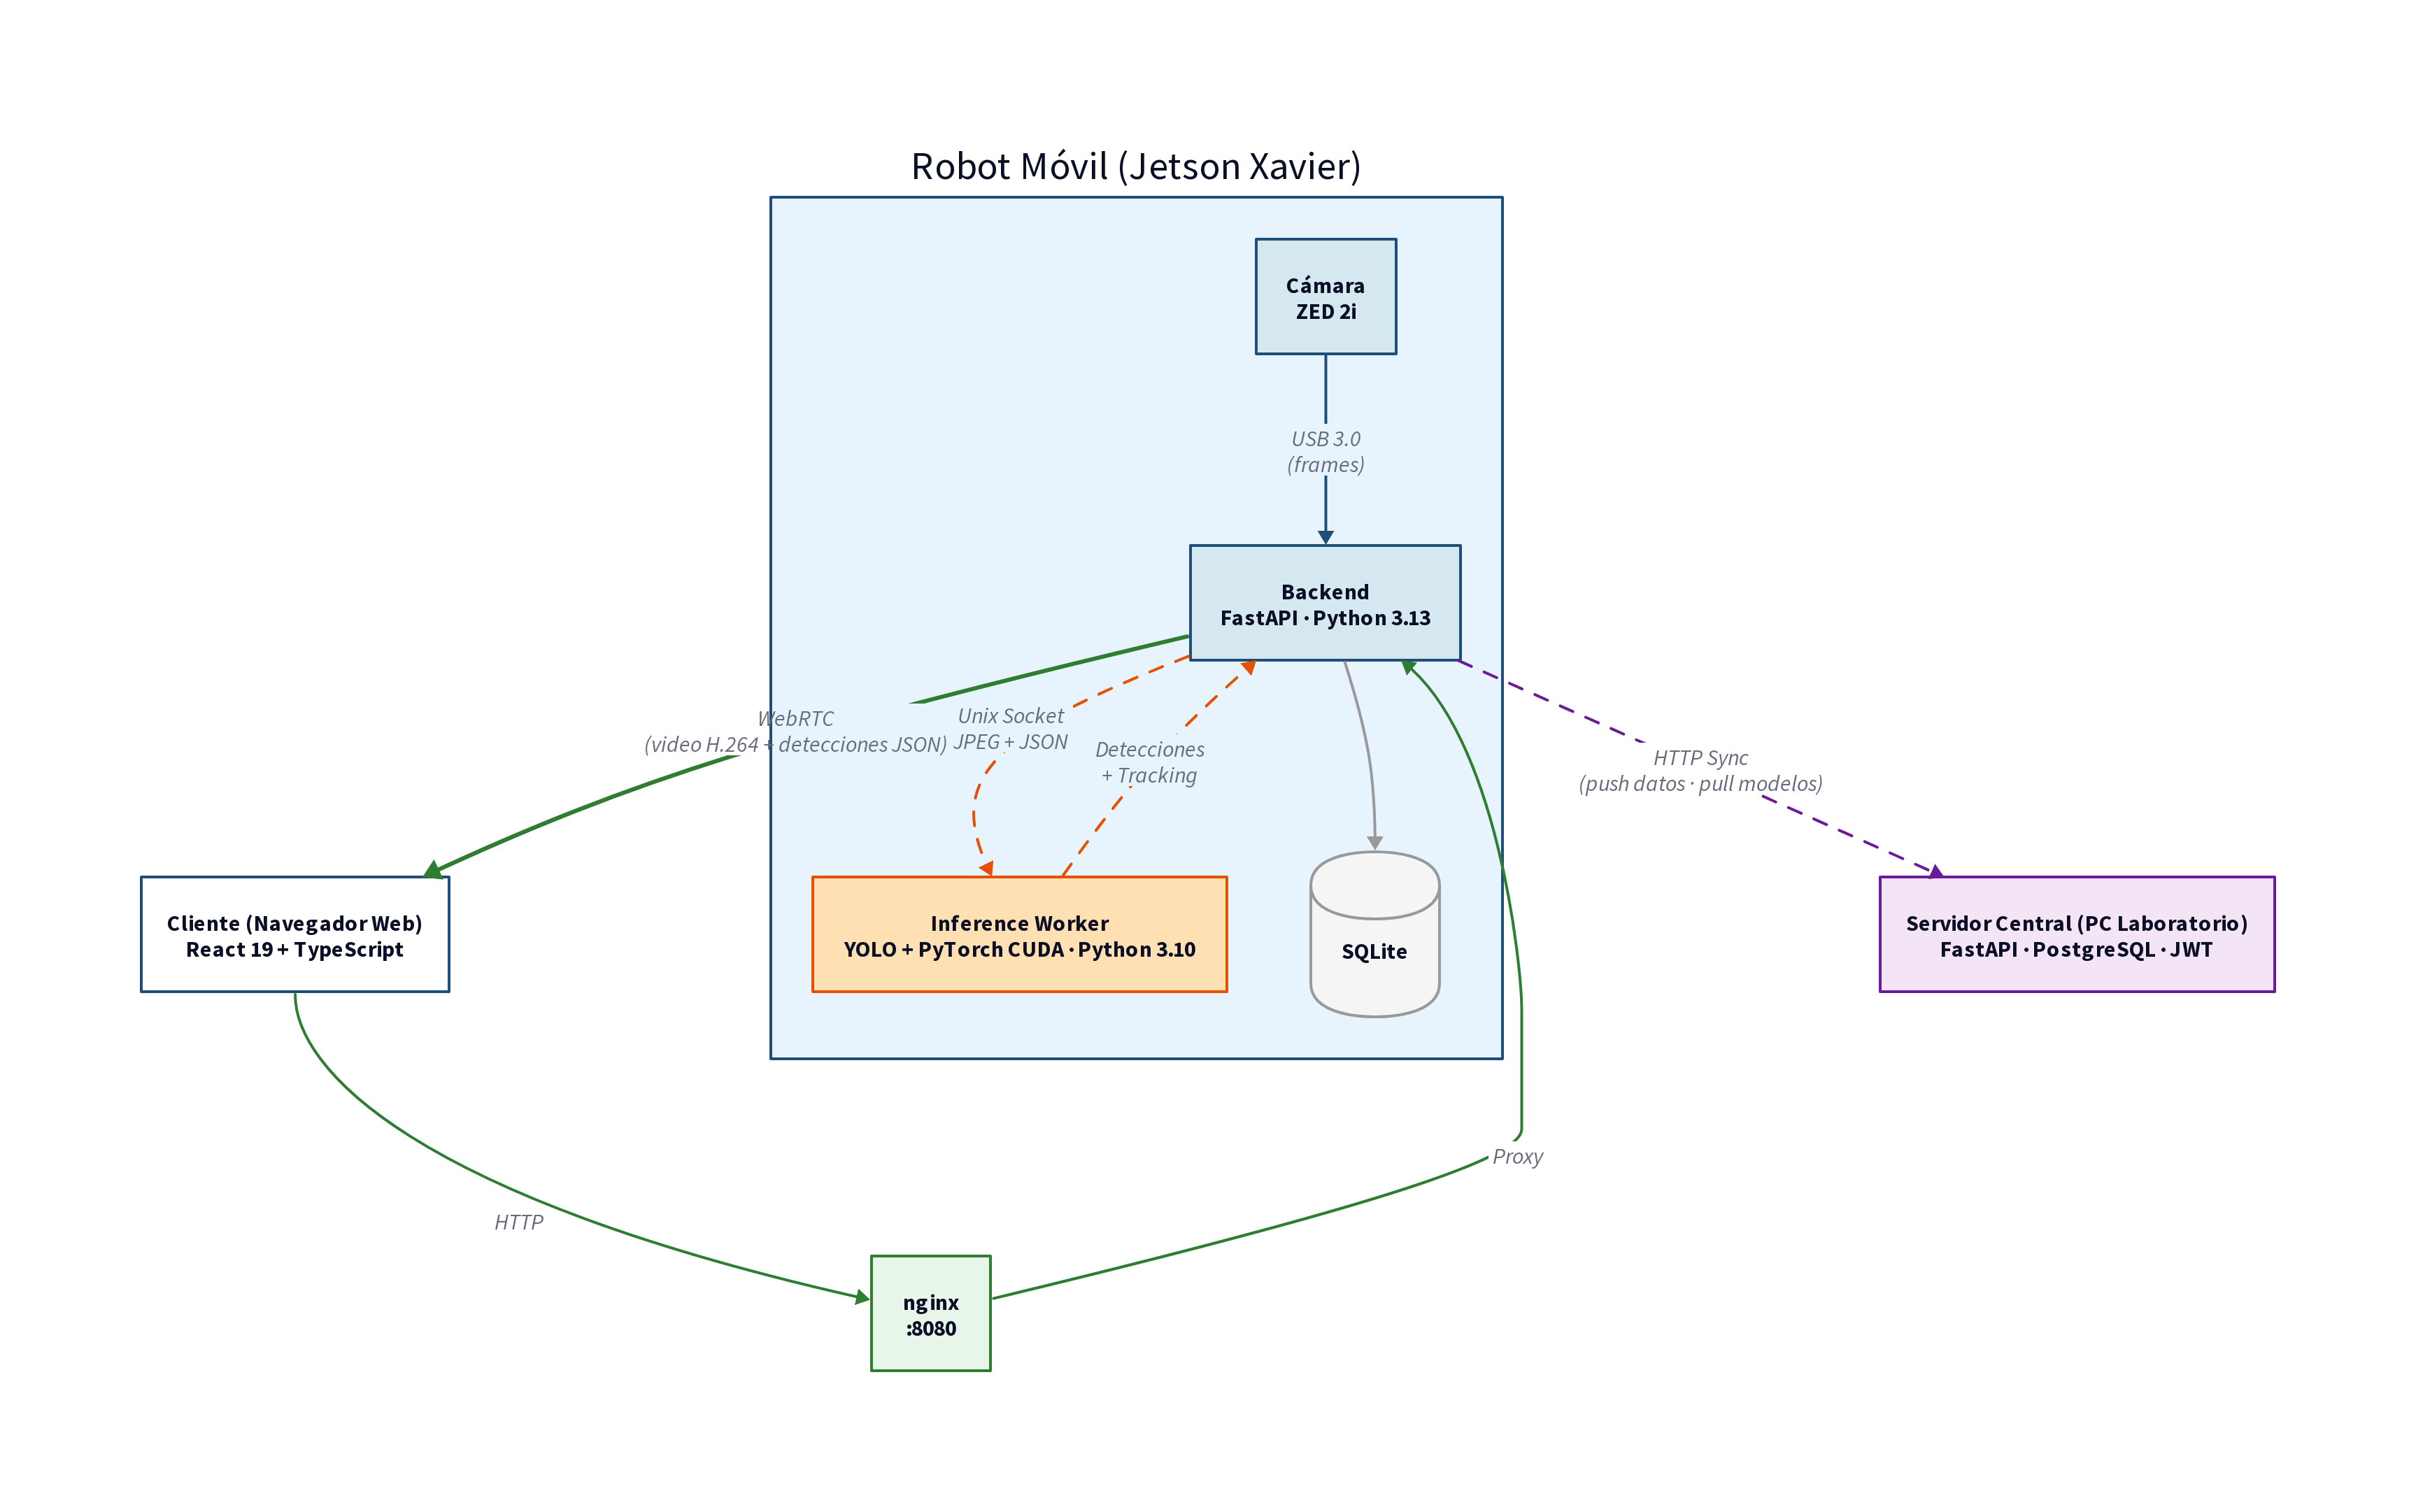 Robot Móvil (Jetson Xavier)
Cámara
ZED 2i
USB 3.0
(frames)
Backend
FastAPI · Python 3.13
WebRTC
(video H.264 + detecciones JSON)
Unix Socket
JPEG + JSON
Detecciones
+ Tracking
HTTP Sync
(push datos · pull modelos)
Cliente (Navegador Web)
React 19 + TypeScript
Inference Worker
YOLO + PyTorch CUDA · Python 3.10
SQLite
Servidor Central (PC Laboratorio)
FastAPI · PostgreSQL · JWT
Proxy
HTTP
nginx
:8080